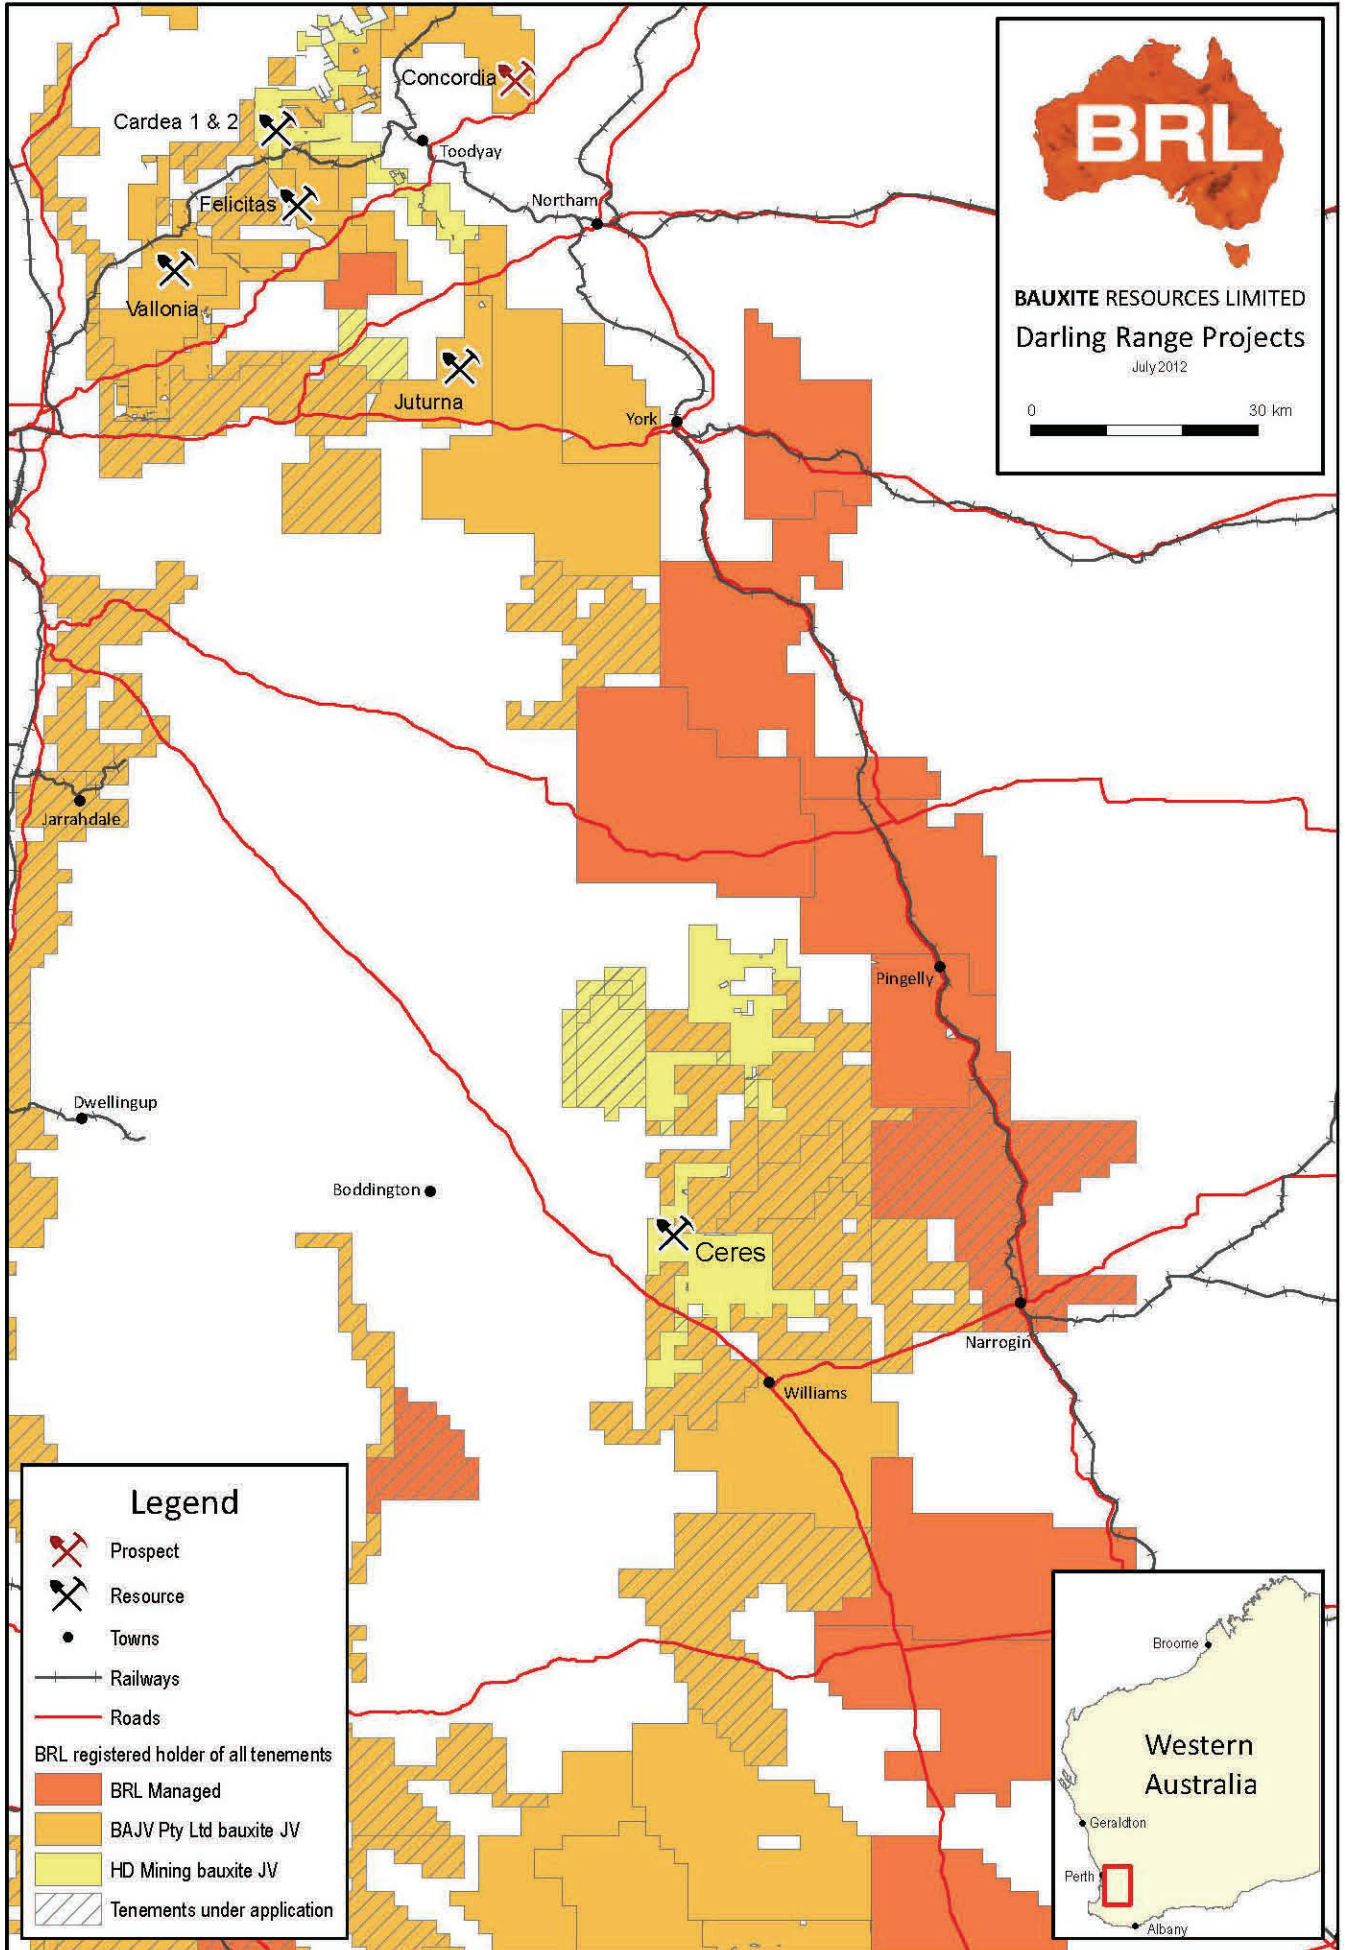 Concordia
Cardea 1 & 2
Toodyay
Northam
Felicitas
Vallonia
Juturna
York
BRL
BAUXITE RESOURCES LIMITED
Darling Range Projects
July 2012
0 30 km
Jarrahdale
Pingelly
Dwellingup
Boddington
Ceres
Narrogin
Williams
Legend
Prospect
Resource
Towns
Railways
Roads
BRL registered holder of all tenements
BRL Managed
BAJV Pty Ltd bauxite JV
HD Mining bauxite JV
Tenements under application
Broome
Western
Australia
Geraldton
Perth
Albany